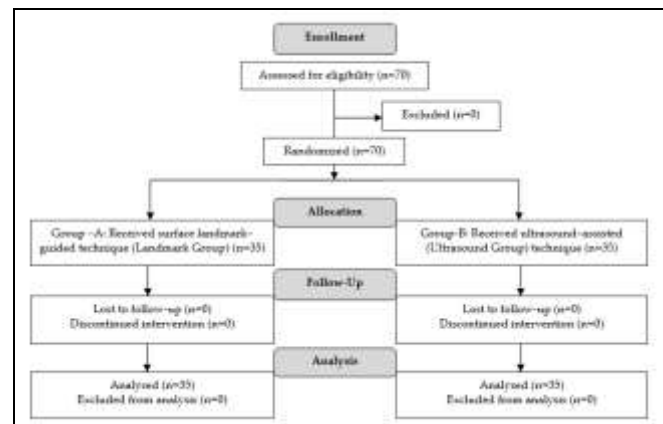 Enrollment
Assessed for eligibility (n=70)
Excluded (n=0)
Randomized (n=70)
Allocation
Group -A: Received surface landmark-
guided technique (Landmark Group) (n=35)
Group-B: Received ultrasound-assisted
(Ultrasound Group) technique (n=35)
Follow-Up
Lost to follow-up (n=0)
Discontinued intervention (n=0)
Lost to follow-up (n=0)
Discontinued intervention (n=0)
Analysis
Analyzed (n=35)
Excluded from analysis (n=0)
Analyzed (n=35)
Excluded from analysis (n=0)